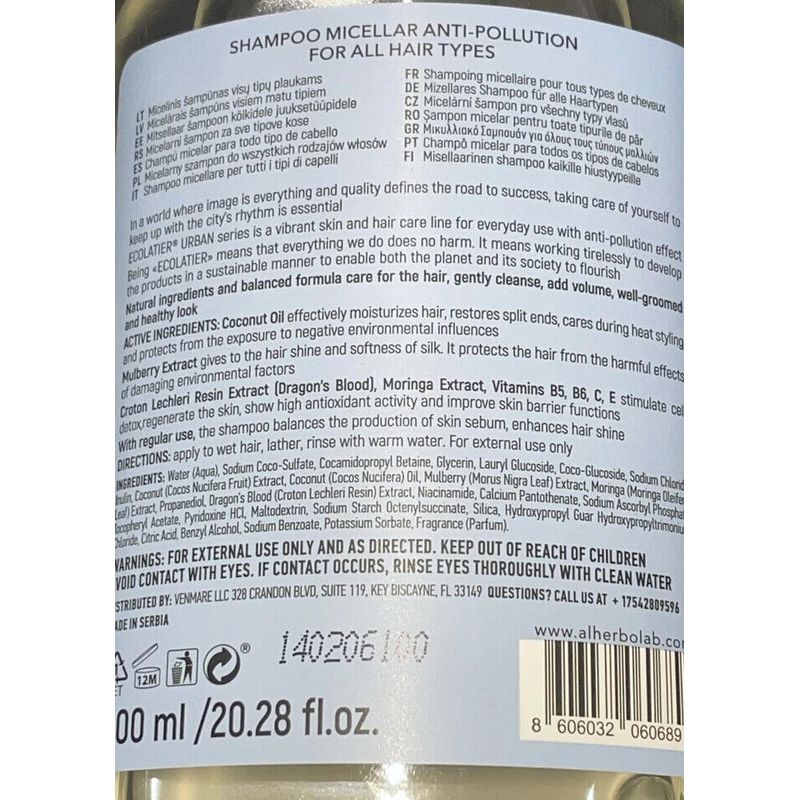 SHAMPOO MICELLAR ANTI-POLLUTION
FOR ALL HAIR TYPES
LT Micelinis šampūnas visų tipų plaukams
LV Micelārais šampūns visiem matu tipiem
EE Mitsellaar šampoon kõikidele juuksetüüpidele
RS Micelarni šampon za sve tipove kose
ES Champú micelar para todo tipo de cabello
PL Micelarny szampon do wszystkich rodzajów włosów
IT Shampoo micellare per tutti i tipi di capelli
FR Shampoing micellaire pour tous types de cheveux
DE Mizellares Shampoo für alle Haartypen
CZ Micelární šampon pro všechny typy vlasů
RO Șampon micelar pentru toate tipurile de păr
GR Μικυλλιακό Σαμπουάν για όλους τους τύπους μαλλιών
PT Champô micelar para todos os tipos de cabelos
FI Misellaarinen shampoo kaikille hiustyypeille
In a world where image is everything and quality defines the road to success, taking care of yourself to
keep up with the city's rhythm is essential
ECOLATIER® URBAN series is a vibrant skin and hair care line for everyday use with anti-pollution effect
Being «ECOLATIER» means that everything we do does no harm. It means working tirelessly to develop
the products in a sustainable manner to enable both the planet and its society to flourish
Natural ingredients and balanced formula care for the hair, gently cleanse, add volume, well-groomed
and healthy look
ACTIVE INGREDIENTS: Coconut Oil effectively moisturizes hair, restores split ends, cares during heat styling
and protects from the exposure to negative environmental influences
Mulberry Extract gives to the hair shine and softness of silk. It protects the hair from the harmful effects
of damaging environmental factors
Croton Lechleri Resin Extract (Dragon's Blood), Moringa Extract, Vitamins B5, B6, C, E stimulate cel
detox,regenerate the skin, show high antioxidant activity and improve skin barrier functions
With regular use, the shampoo balances the production of skin sebum, enhances hair shine
DIRECTIONS: apply to wet hair, lather, rinse with warm water. For external use only
INGREDIENTS: Water (Aqua), Sodium Coco-Sulfate, Cocamidopropyl Betaine, Glycerin, Lauryl Glucoside, Coco-Glucoside, Sodium Chlorid
Inulin, Coconut (Cocos Nucifera Fruit) Extract, Coconut (Cocos Nucifera) Oil, Mulberry (Morus Nigra Leaf) Extract, Moringa (Moringa Oleifer
Leaf) Extract, Propanediol, Dragon's Blood (Croton Lechleri Resin) Extract, Niacinamide, Calcium Pantothenate, Sodium Ascorbyl Phosphat
Tocopheryl Acetate, Pyridoxine HCl, Maltodextrin, Sodium Starch Octenylsuccinate, Silica, Hydroxypropyl Guar Hydroxypropyltrimoniu
Chloride, Citric Acid, Benzyl Alcohol, Sodium Benzoate, Potassium Sorbate, Fragrance (Parfum).
WARNINGS: FOR EXTERNAL USE ONLY AND AS DIRECTED. KEEP OUT OF REACH OF CHILDREN
VOID CONTACT WITH EYES. IF CONTACT OCCURS, RINSE EYES THOROUGHLY WITH CLEAN WATER
STRIBUTED BY: VENMARE LLC 328 CRANDON BLVD, SUITE 119, KEY BISCAYNE, FL 33149 QUESTIONS? CALL US AT +17542809596
ADE IN SERBIA
140206100
www.alherbolab.co
ET
12M
®
00 ml /20.28 fl.oz.
8 606032 060689